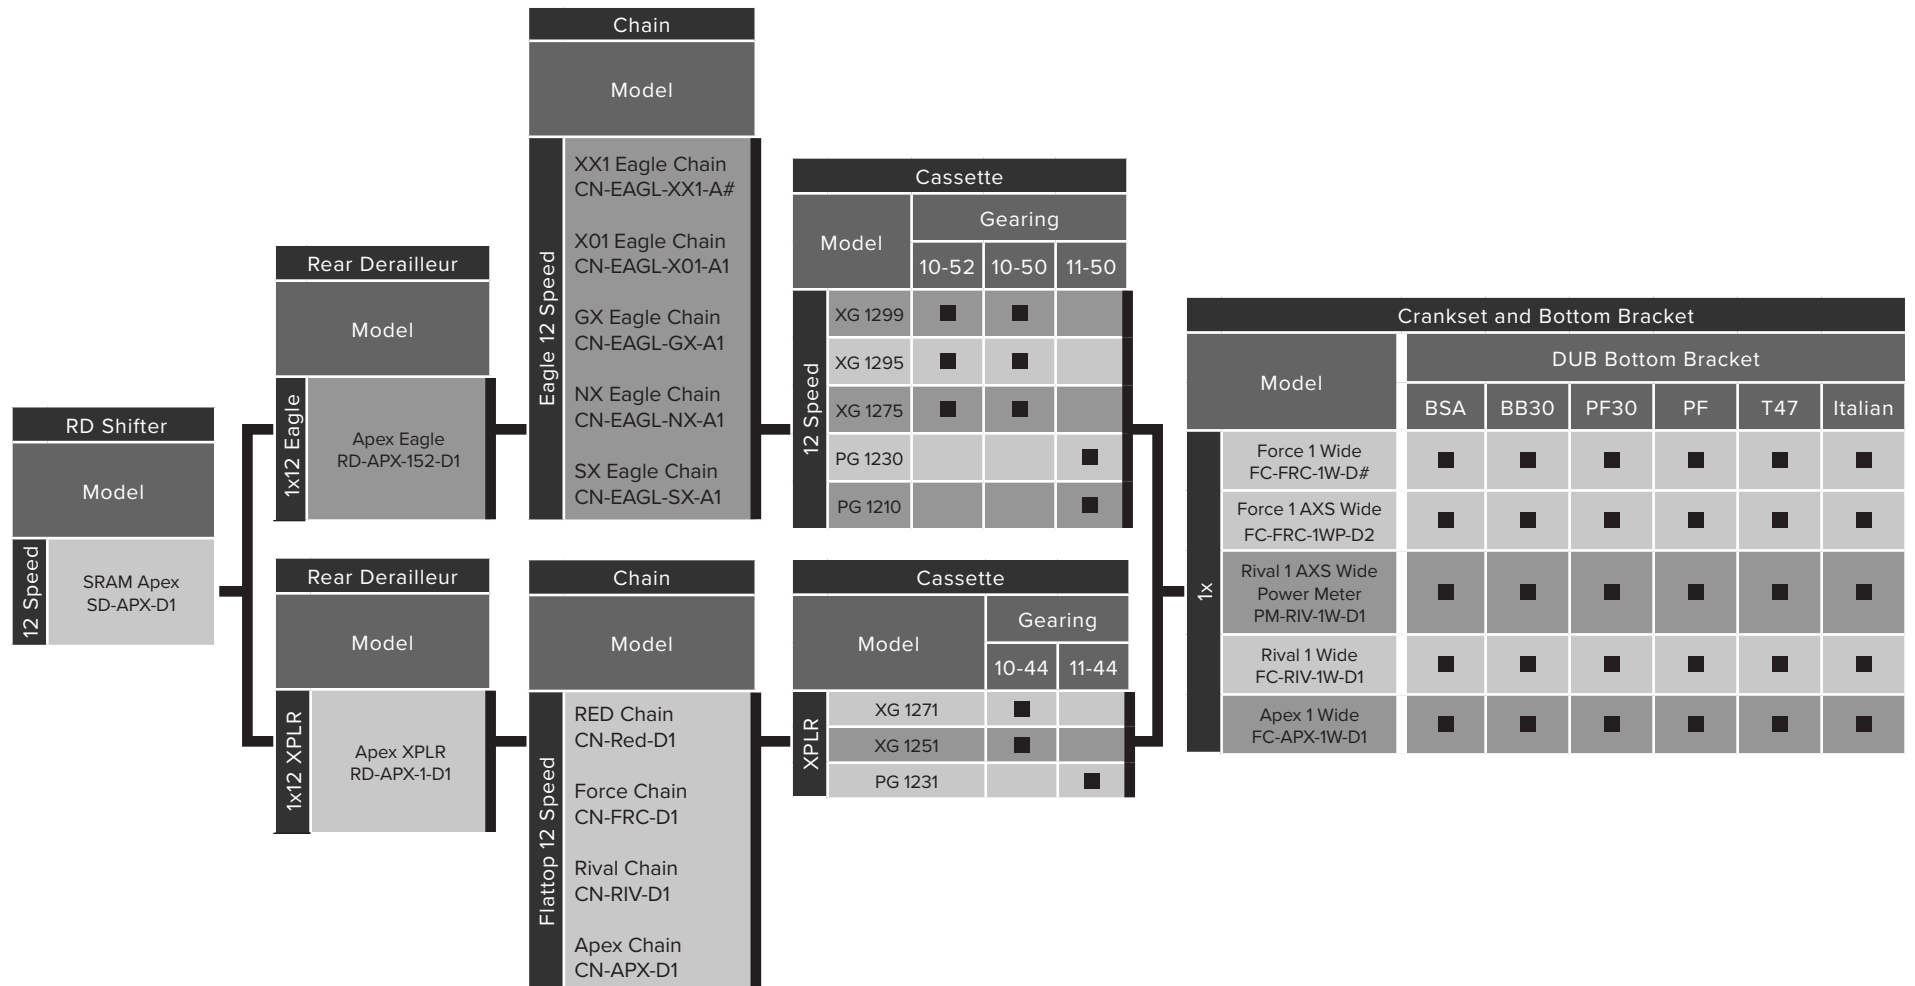 RD Shifter
Model
12 Speed
SRAM Apex
SD-APX-D1
Rear Derailleur
Model
1x12 Eagle
Apex Eagle
RD-APX-152-D1
Chain
Model
Eagle 12 Speed
XX1 Eagle Chain
CN-EAGL-XX1-A#
X01 Eagle Chain
CN-EAGL-X01-A1
GX Eagle Chain
CN-EAGL-GX-A1
NX Eagle Chain
CN-EAGL-NX-A1
SX Eagle Chain
CN-EAGL-SX-A1
Cassette
Model
Gearing
10-52 10-50 11-50
12 Speed
XG 1299 ■ ■
XG 1295 ■ ■
XG 1275 ■ ■
PG 1230 ■
PG 1210 ■
Rear Derailleur
Model
1x12 XPLR
Apex XPLR
RD-APX-1-D1
Chain
Model
Flattop 12 Speed
RED Chain
CN-Red-D1
Force Chain
CN-FRC-D1
Rival Chain
CN-RIV-D1
Apex Chain
CN-APX-D1
Cassette
Model
Gearing
10-44 11-44
XPLR
XG 1271 ■
XG 1251 ■
PG 1231 ■
Crankset and Bottom Bracket
Model
DUB Bottom Bracket
BSA BB30 PF30 PF T47 Italian
1x
Force 1 Wide
FC-FRC-1W-D# ■ ■ ■ ■ ■ ■
Force 1 AXS Wide
FC-FRC-1WP-D2 ■ ■ ■ ■ ■ ■
Rival 1 AXS Wide
Power Meter
PM-RIV-1W-D1 ■ ■ ■ ■ ■ ■
Rival 1 Wide
FC-RIV-1W-D1 ■ ■ ■ ■ ■ ■
Apex 1 Wide
FC-APX-1W-D1 ■ ■ ■ ■ ■ ■